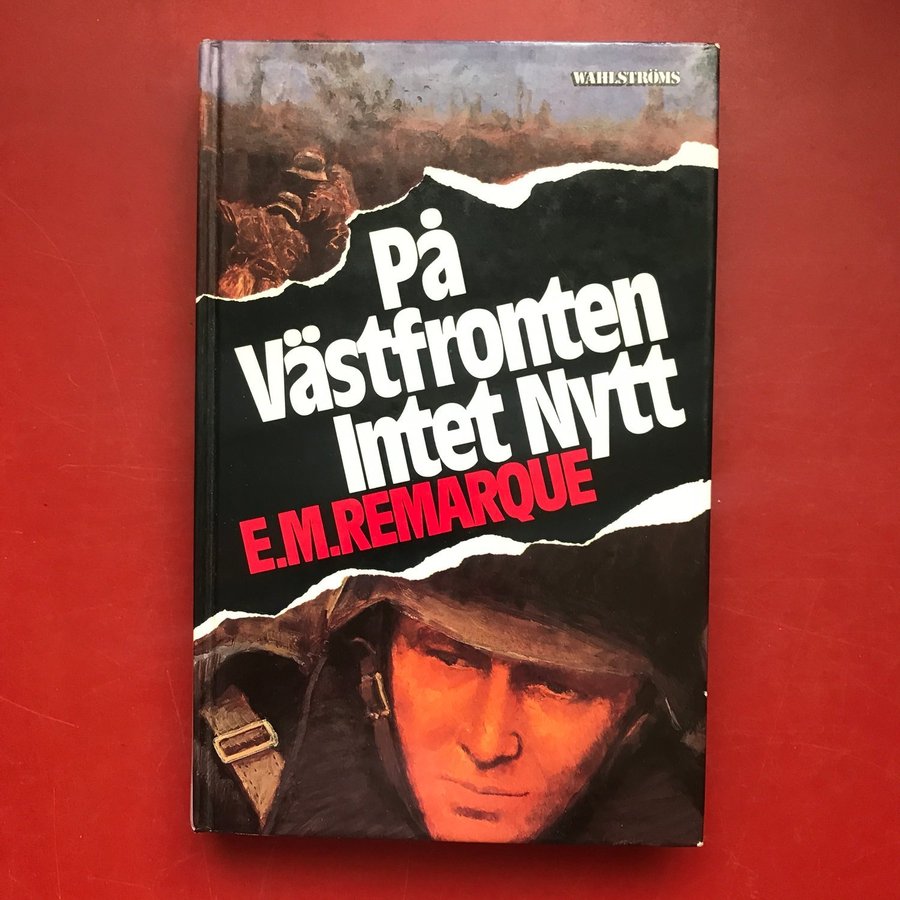 WAHLSTRÖMS
På
Västfronten
Intet Nytt
E.M.REMARQUE